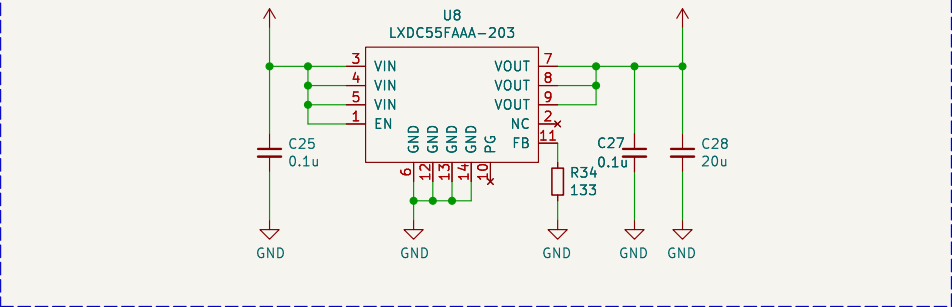 U8
LXDC55FAAA-203
3 VIN VOUT 7
4 VIN VOUT 8
5 VIN VOUT 9
1 EN NC 2
FB 11
GND GND GND GND PG
6 12 13 14 10
C25
0.1u
R34
133
C27
0.1u
C28
20u
GND GND GND GND GND